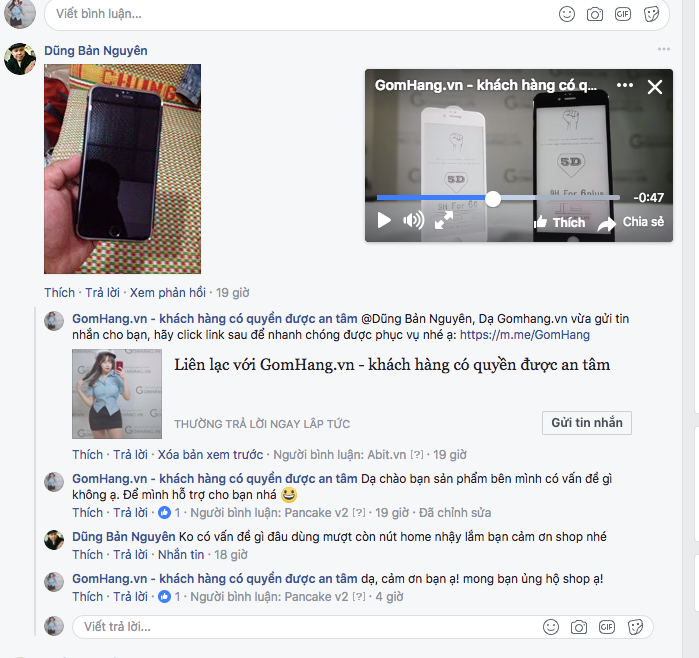 Viết bình luận...
GIF
Dũng Bản Nguyên
CHUNG
GomHang.vn - khách hàng có q...
5D
5D
9H For 6G
9H For 6plus
-0:47
Thích
Chia sẻ
Thích · Trả lời · Xem phản hồi · 19 giờ
GomHang.vn - khách hàng có quyền được an tâm @Dũng Bản Nguyên, Dạ Gomhang.vn vừa gửi tin
nhắn cho bạn, hãy click link sau để nhanh chóng được phục vụ nhé ạ: https://m.me/GomHang
Liên lạc với GomHang.vn - khách hàng có quyền được an tâm
THƯỜNG TRẢ LỜI NGAY LẬP TỨC
Gửi tin nhắn
Thích · Trả lời · Xóa bản xem trước · Người bình luận: Abit.vn [?] · 19 giờ
GomHang.vn - khách hàng có quyền được an tâm Dạ chào bạn sản phẩm bên mình có vấn đề gì
không ạ. Để mình hỗ trợ cho bạn nhá 😀
Thích · Trả lời · 1 · Người bình luận: Pancake v2 [?] · 19 giờ · Đã chỉnh sửa
Dũng Bản Nguyên Ko có vấn đề gì đâu dùng mượt còn nút home nhậy lắm bạn cảm ơn shop nhé
Thích · Trả lời · Nhắn tin · 18 giờ
GomHang.vn - khách hàng có quyền được an tâm dạ, cảm ơn bạn ạ! mong bạn ủng hộ shop ạ!
Thích · Trả lời · 1 · Người bình luận: Pancake v2 [?] · 4 giờ
Viết trả lời...
GIF